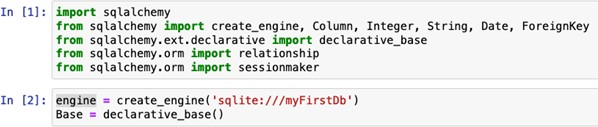 In [1]:
import sqlalchemy
from sqlalchemy import create_engine, Column, Integer, String, Date, ForeignKey
from sqlalchemy.ext.declarative import declarative_base
from sqlalchemy.orm import relationship
from sqlalchemy.orm import sessionmaker
In [2]:
engine = create_engine('sqlite:///myFirstDb')
Base = declarative_base()